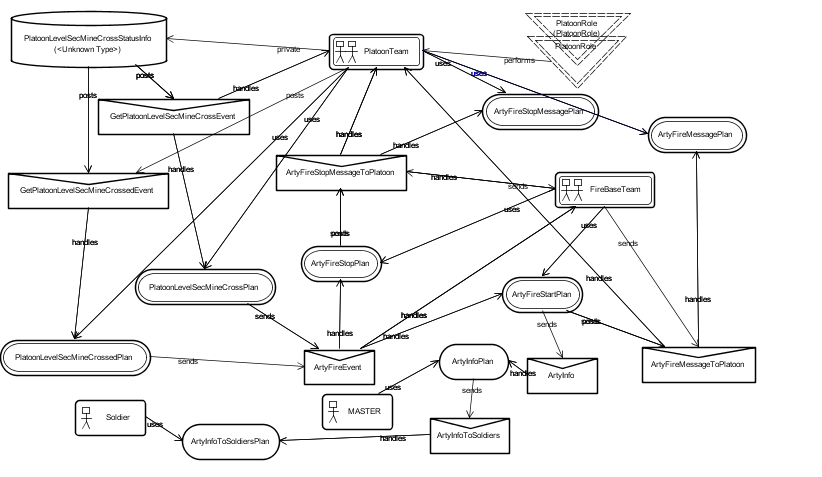 PlatoonRole
(PlatoonRole)
PlatoonRole
PlatoonLevelSecMineCrossStatusInfo
(<Unknown Type>)
private
PlatoonTeam
performs
uses
uses
posts
posts
handles
posts
GetPlatoonLevelSecMineCrossEvent
ArtyFireStopMessagePlan
ArtyFireMessagePlan
uses
uses
handles
handles
handles
ArtyFireStopMessageToPlatoon
handles
sends
GetPlatoonLevelSecMineCrossedEvent
FireBaseTeam
uses
posts
uses
handles
sends
ArtyFireStopPlan
handles
PlatoonLevelSecMineCrossPlan
ArtyFireStartPlan
handles
sends
handles
handles
handles
sends
posts
PlatoonLevelSecMineCrossedPlan
sends
ArtyFireEvent
ArtyInfoPlan
handles
ArtyInfo
ArtyFireMessageToPlatoon
uses
sends
Soldier
MASTER
uses
ArtyInfoToSoldiersPlan
handles
ArtyInfoToSoldiers